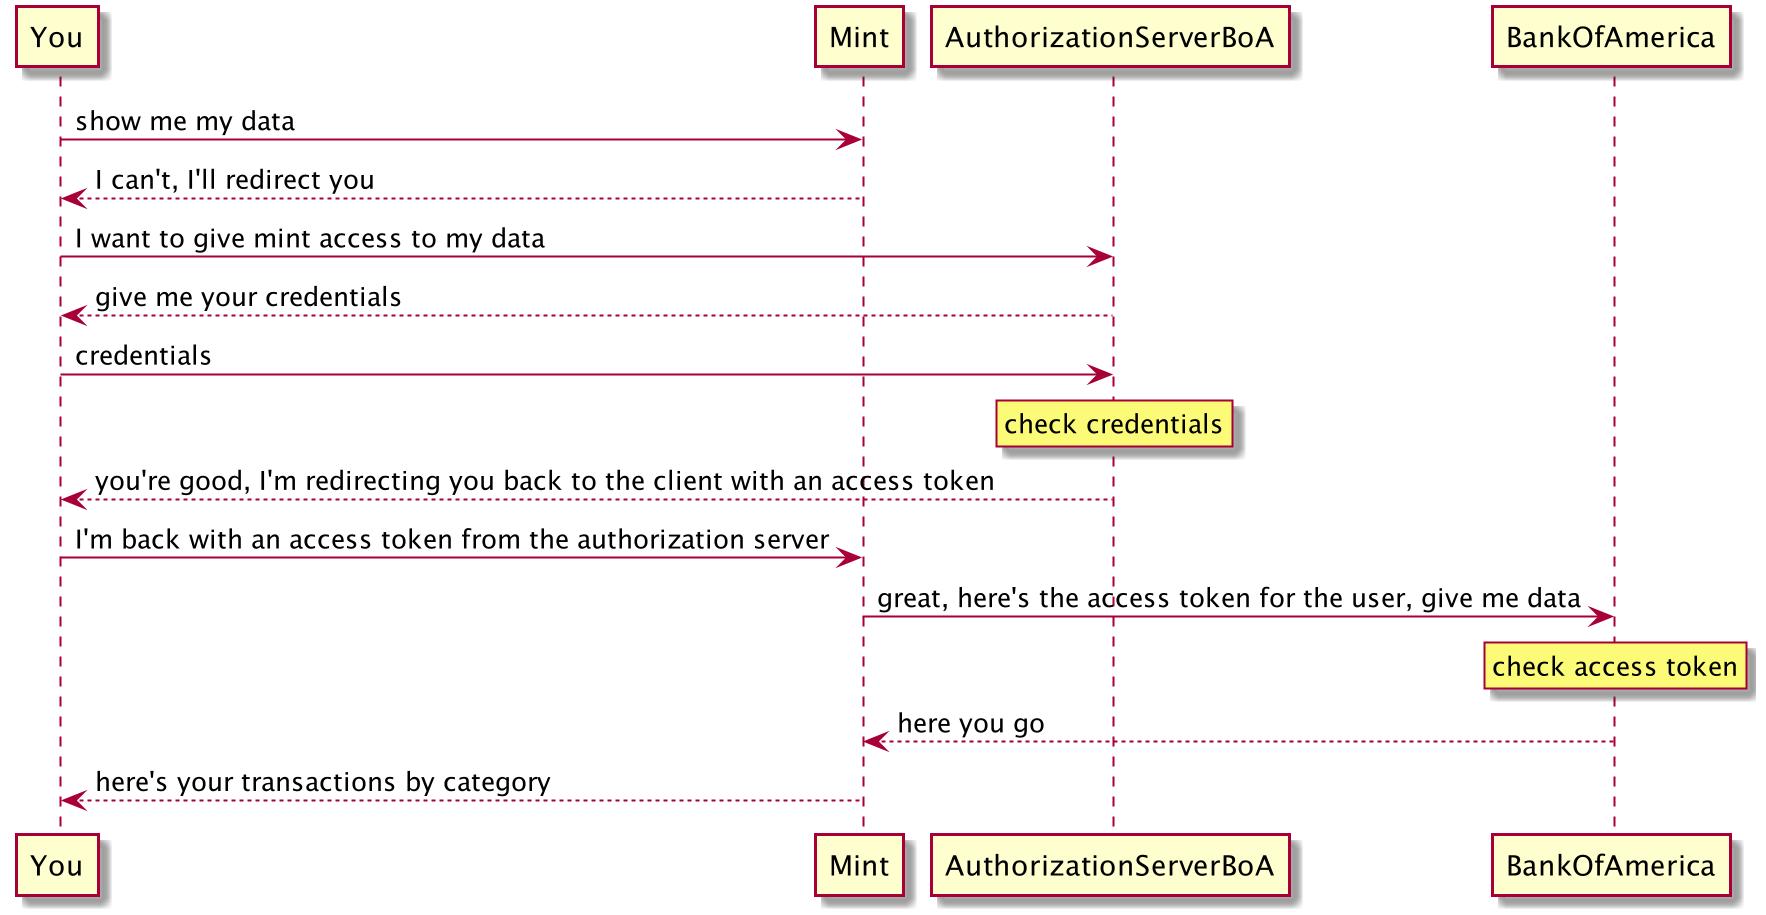 You
Mint
AuthorizationServerBoA
BankOfAmerica
show me my data
I can't, I'll redirect you
I want to give mint access to my data
give me your credentials
credentials
check credentials
you're good, I'm redirecting you back to the client with an access token
I'm back with an access token from the authorization server
great, here's the access token for the user, give me data
check access token
here you go
here's your transactions by category
You
Mint
AuthorizationServerBoA
BankOfAmerica